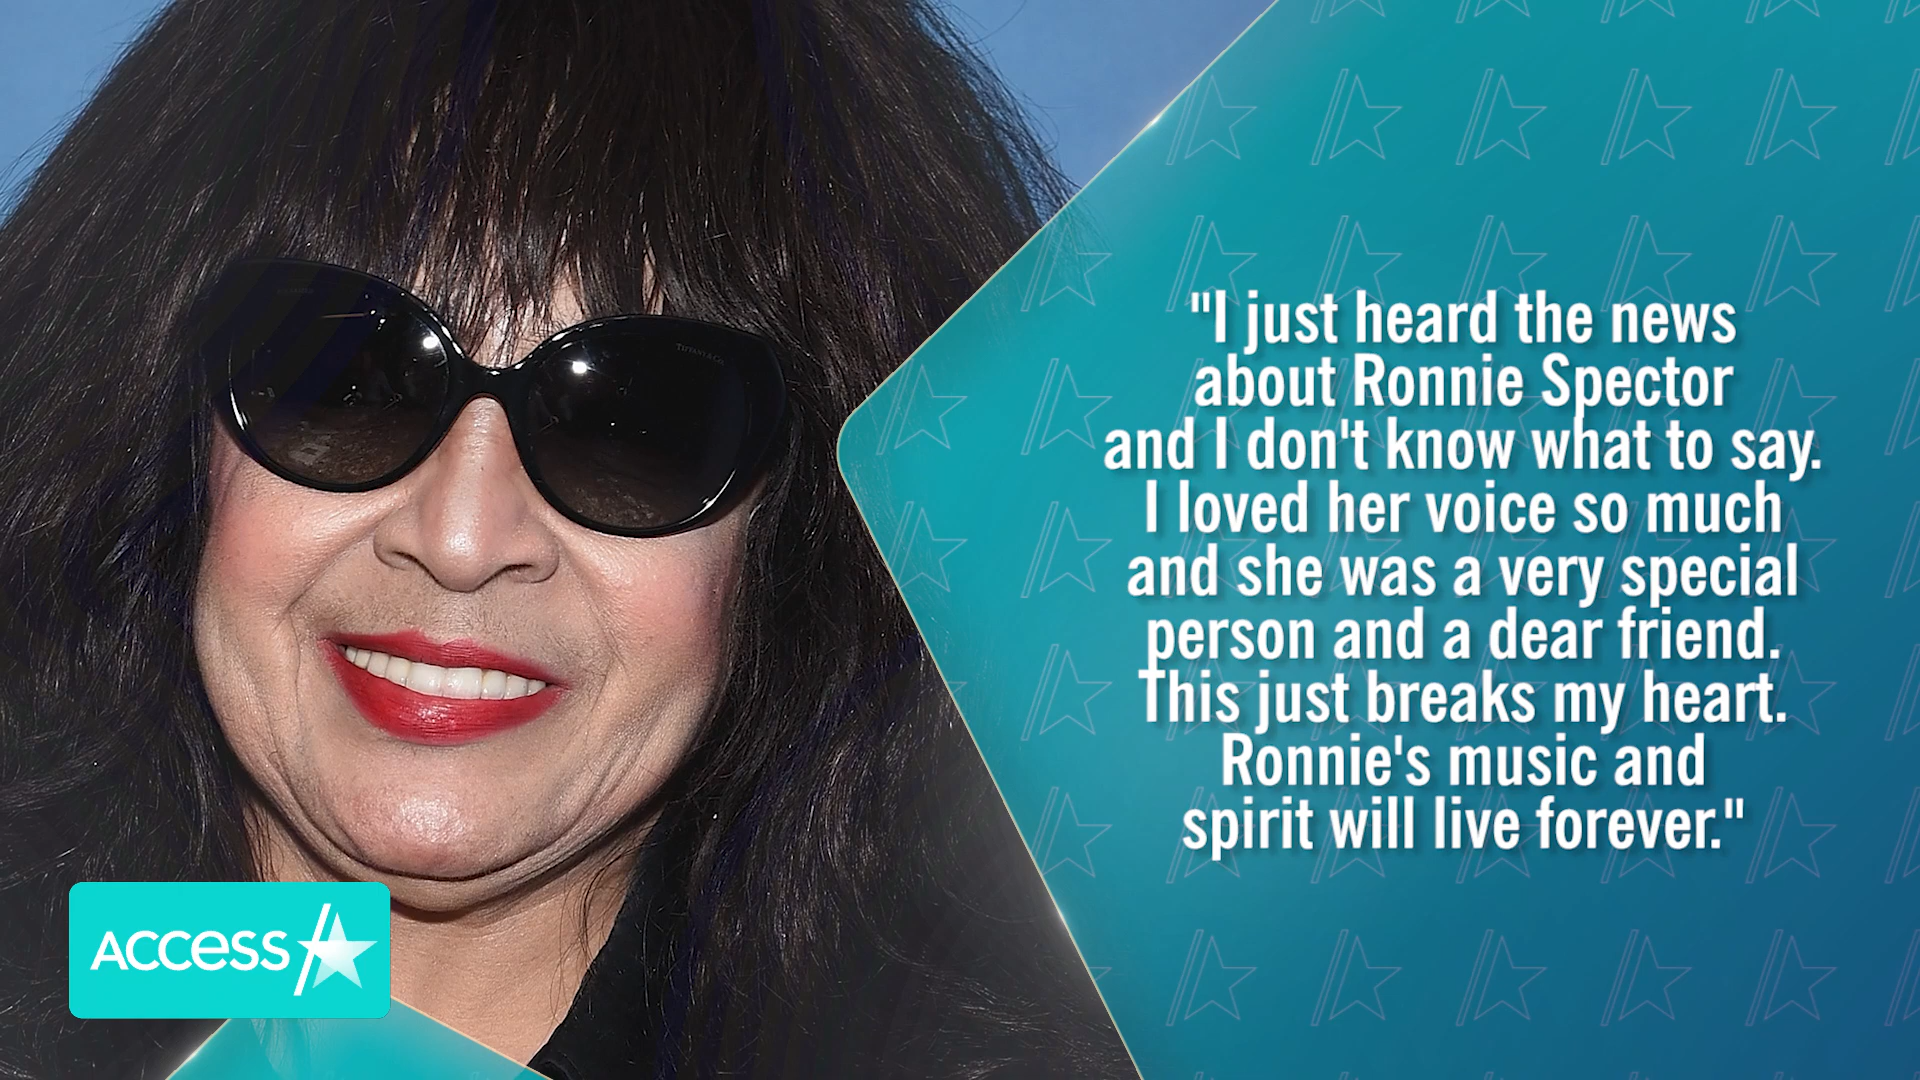 "I just heard the news
about Ronnie Spector
and I don't know what to say.
I loved her voice so much
and she was a very special
person and a dear friend.
This just breaks my heart.
Ronnie's music and
spirit will live forever."
TIFFANY & CO.
ACCESS